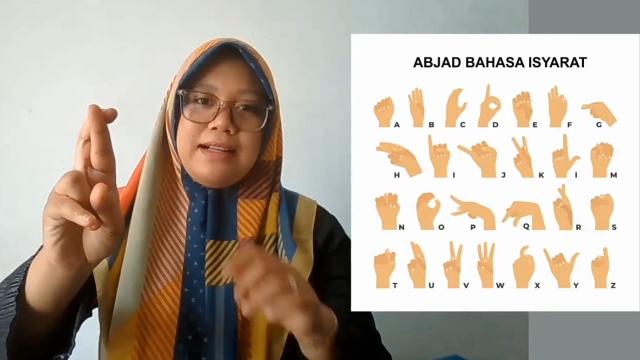 ABJAD BAHASA ISYARAT
A B C D E F G
H I J K L M
N O P Q R S
T U V W X Y Z